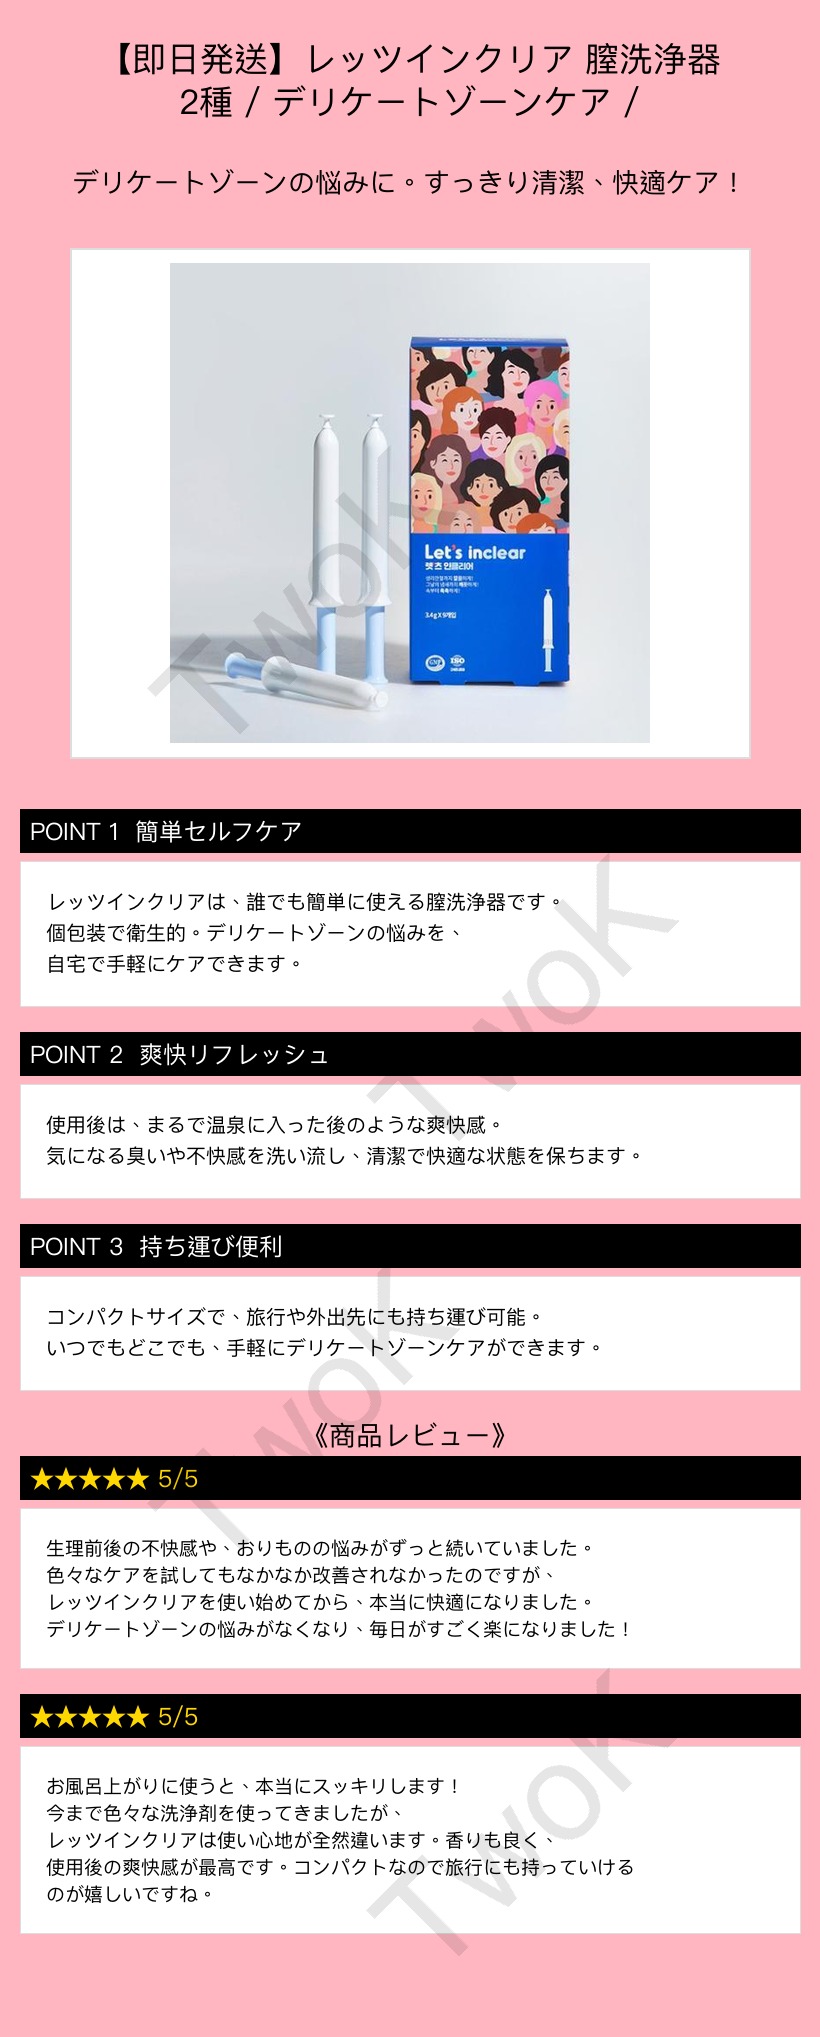 【即日発送】レッツインクリア 膣洗浄器
2種 / デリケートゾーンケア /
デリケートゾーンの悩みに。すっきり清潔、快適ケア！
Let's inclear
렛츠 인클리어
3.4g X 9개입
GMP
ISO
POINT 1 簡単セルフケア
レッツインクリアは、誰でも簡単に使える膣洗浄器です。
個包装で衛生的。デリケートゾーンの悩みを、
自宅で手軽にケアできます。
POINT 2 爽快リフレッシュ
使用後は、まるで温泉に入った後のような爽快感。
気になる臭いや不快感を洗い流し、清潔で快適な状態を保ちます。
POINT 3 持ち運び便利
コンパクトサイズで、旅行や外出先にも持ち運び可能。
いつでもどこでも、手軽にデリケートゾーンケアができます。
《商品レビュー》
★★★★★ 5/5
生理前後の不快感や、おりものの悩みがずっと続いていました。
色々なケアを試してもなかなか改善されなかったのですが、
レッツインクリアを使い始めてから、本当に快適になりました。
デリケートゾーンの悩みがなくなり、毎日がすごく楽になりました！
★★★★★ 5/5
お風呂上がりに使うと、本当にスッキリします！
今まで色々な洗浄剤を使ってきましたが、
レッツインクリアは使い心地が全然違います。香りも良く、
使用後の爽快感が最高です。コンパクトなので旅行にも持っていける
のが嬉しいですね。
TwoK
TwoK
TwoK
TwoK